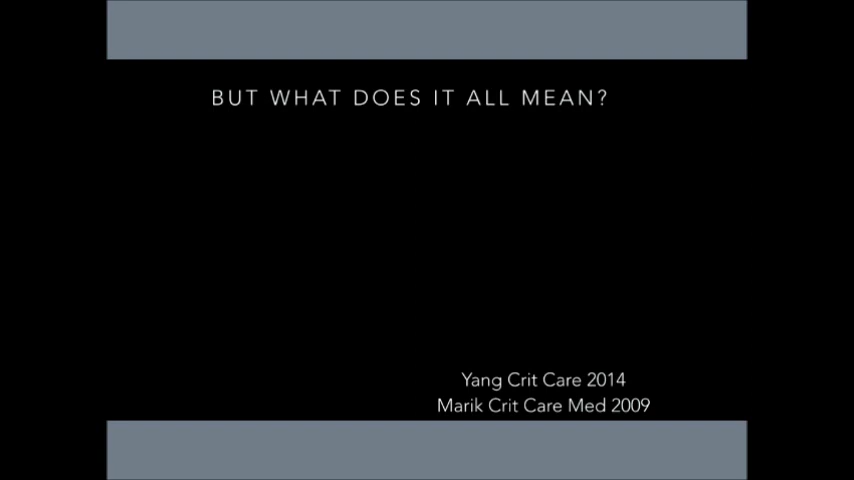 BUT WHAT DOES IT ALL MEAN?
Yang Crit Care 2014
Marik Crit Care Med 2009